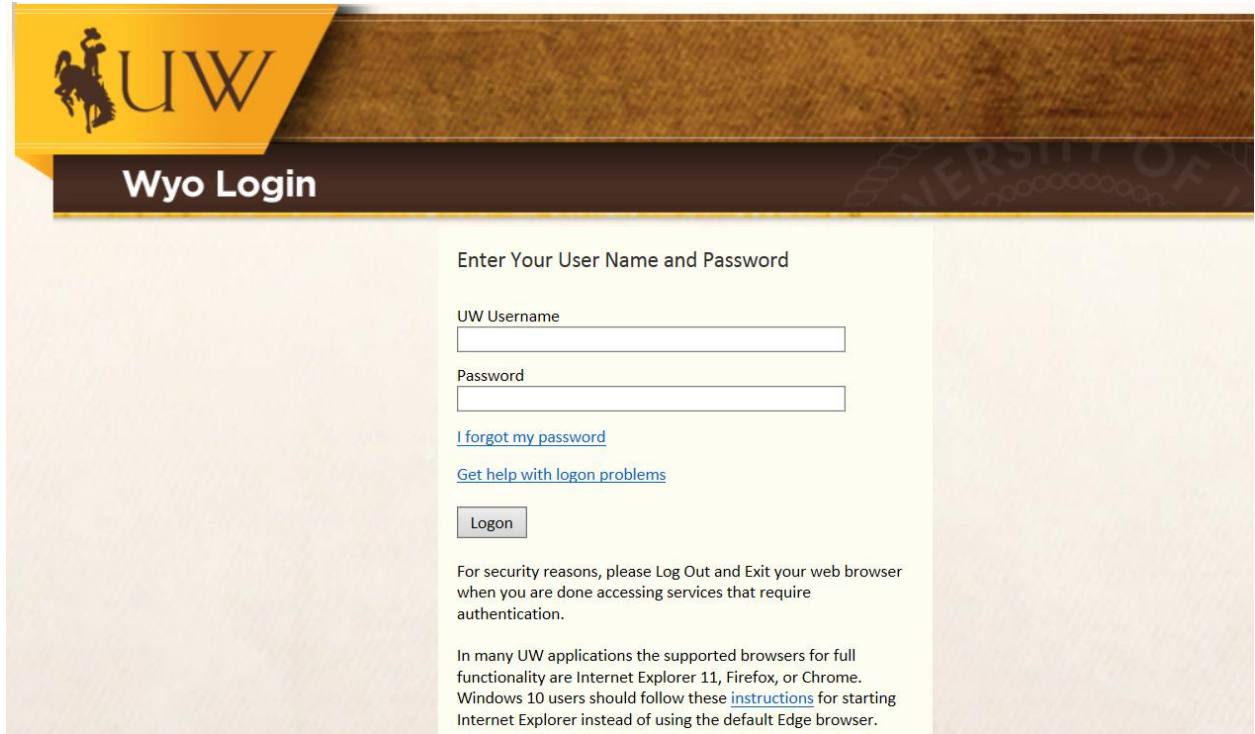 UW
Wyo Login
VERSITY OF
Enter Your User Name and Password
UW Username
Password
I forgot my password
Get help with logon problems
Logon
For security reasons, please Log Out and Exit your web browser
when you are done accessing services that require
authentication.
In many UW applications the supported browsers for full
functionality are Internet Explorer 11, Firefox, or Chrome.
Windows 10 users should follow these instructions for starting
Internet Explorer instead of using the default Edge browser.